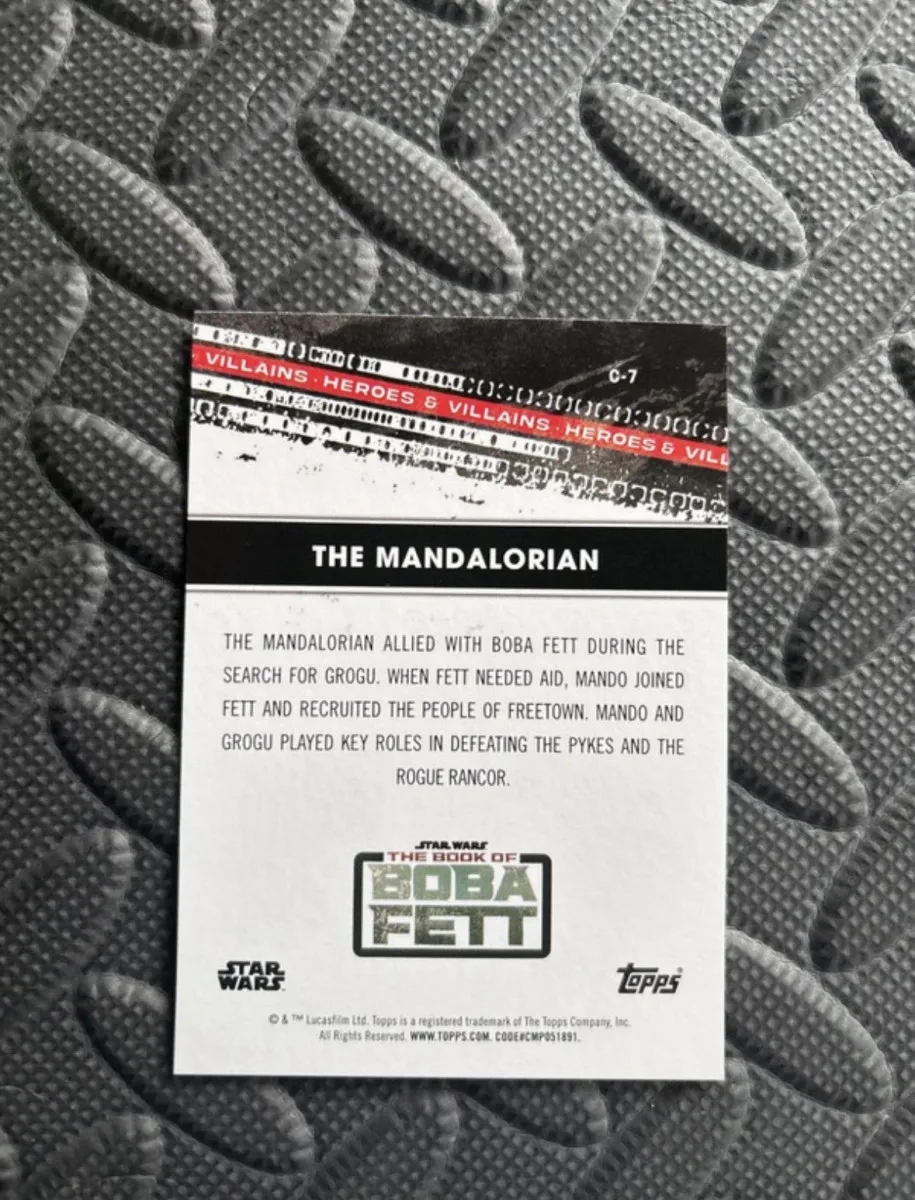 C-7
VILLAINS · HEROES & VILLAINS · HEROES & VILL
THE MANDALORIAN
THE MANDALORIAN ALLIED WITH BOBA FETT DURING THE
SEARCH FOR GROGU. WHEN FETT NEEDED AID, MANDO JOINED
FETT AND RECRUITED THE PEOPLE OF FREETOWN. MANDO AND
GROGU PLAYED KEY ROLES IN DEFEATING THE PYKES AND THE
ROGUE RANCOR.
STAR WARS
THE BOOK OF
BOBA
FETT
STAR
WARS
topps®
© & ™ Lucasfilm Ltd. Topps is a registered trademark of The Topps Company, Inc.
All Rights Reserved. WWW.TOPPS.COM. CODE#CMP051891.